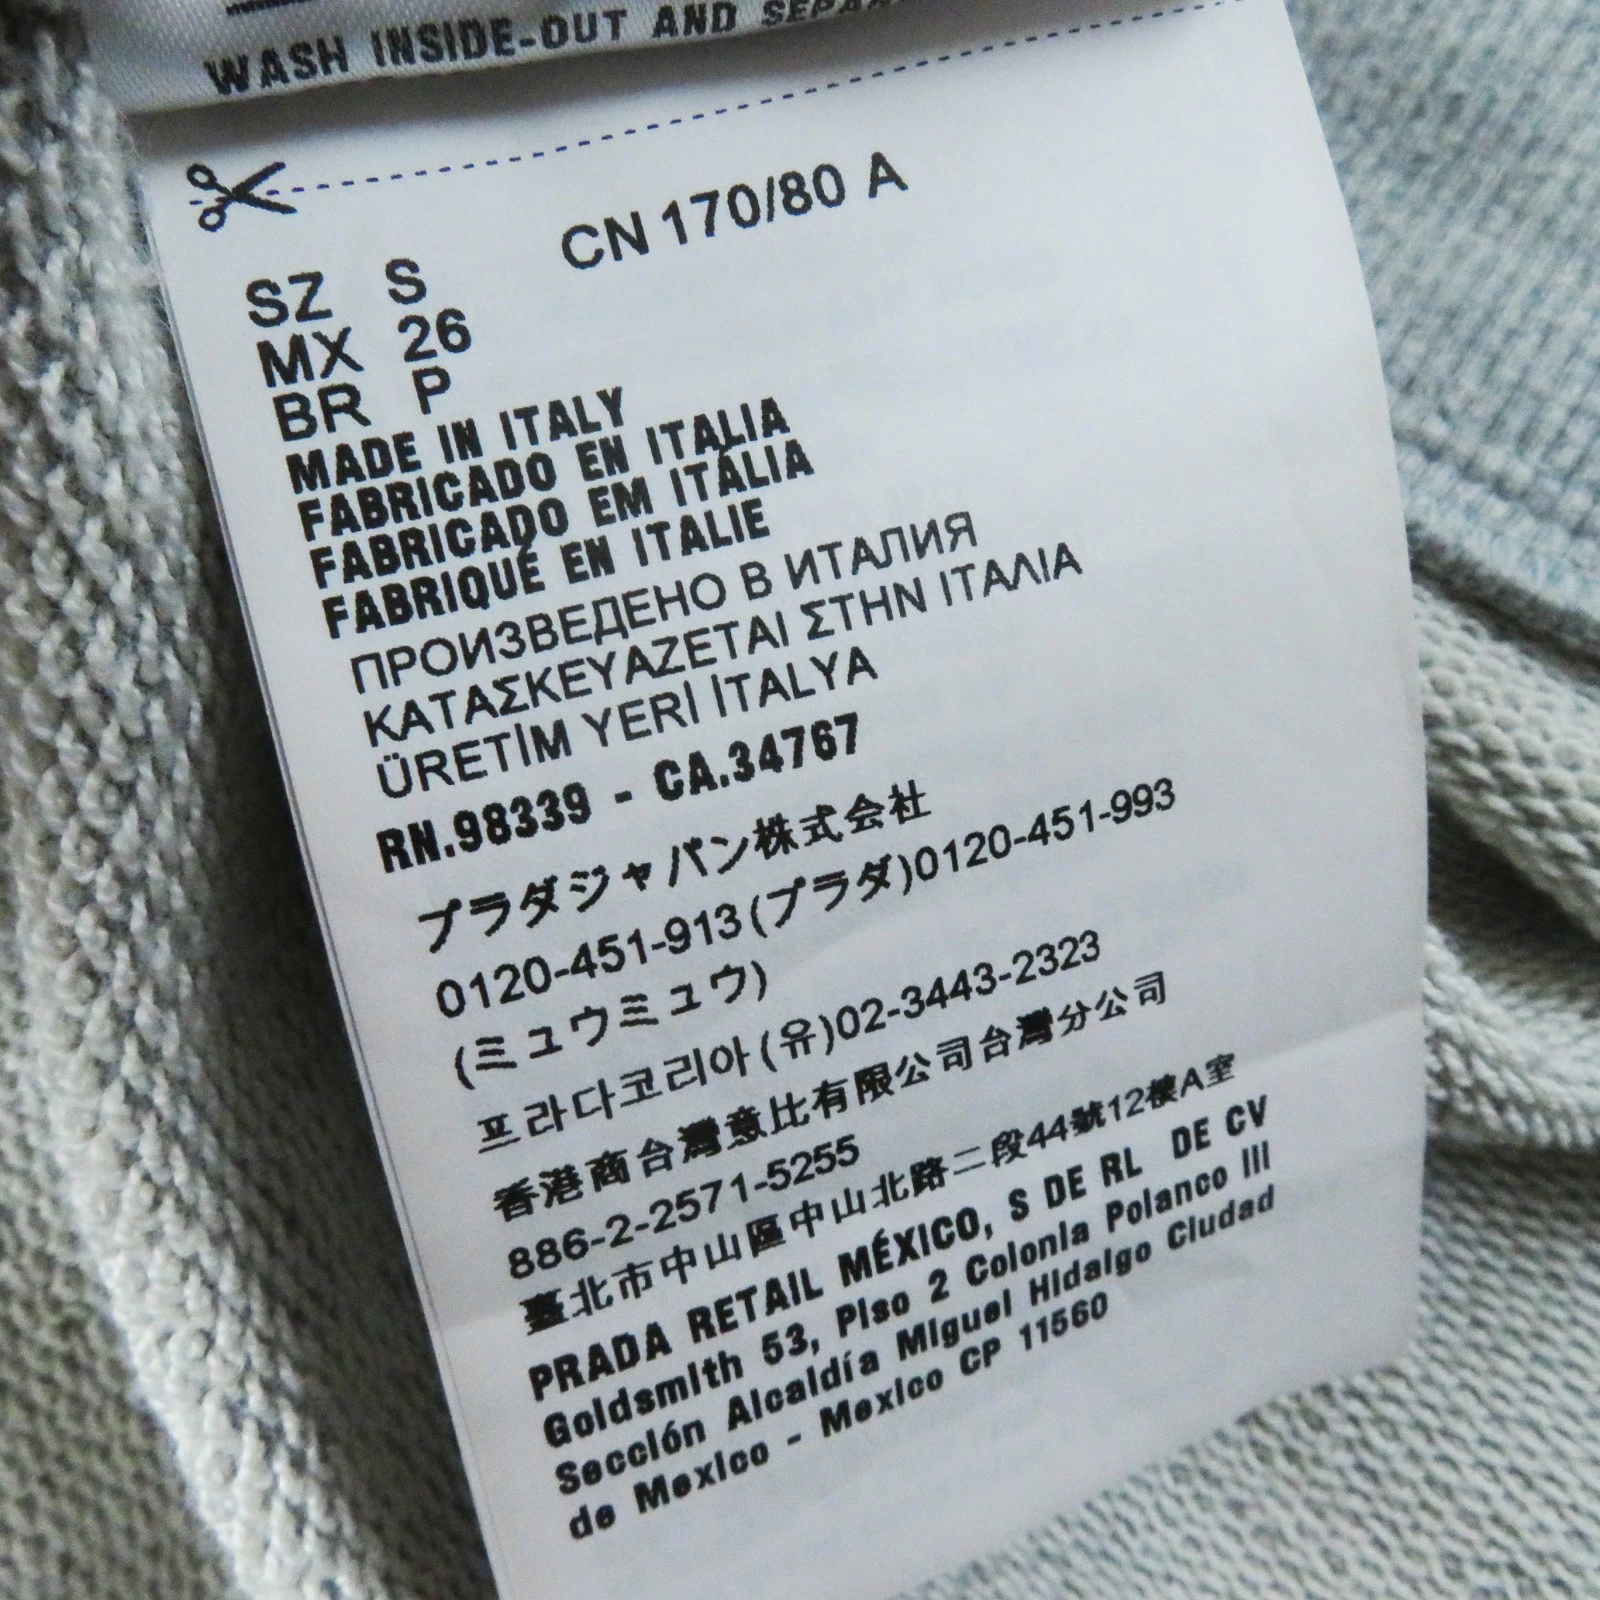 WASH INSIDE-OUT AND
CN 170/80 A
SZ S
MX 26
BR P
MADE IN ITALY
FABRICADO EN ITALIA
FABRICADO EM ITÁLIA
FABRIQUÉ EN ITALIE
ПРОИЗВЕДЕНО В ИТАЛИЯ
ΚΑΤΑΣΚΕΥΑΖΕΤΑΙ ΣΤΗΝ ΙΤΑΛΙΑ
ÜRETİM YERİ İTALYA
RN.98339 - CA.34767
プラダジャパン株式会社
0120-451-913(プラダ)0120-451-993
(ミュウミュウ)
프라다코리아(유)02-3443-2323
香港商台灣意比有限公司台灣分公司
886-2-2571-5255
臺北市中山區中山北路二段44號12樓A室
PRADA RETAIL MÉXICO, S DE RL DE CV
Goldsmith 53, Piso 2 Colonia Polanco III
Sección Alcaldía Miguel Hidalgo Ciudad
de Mexico - Mexico CP 11560